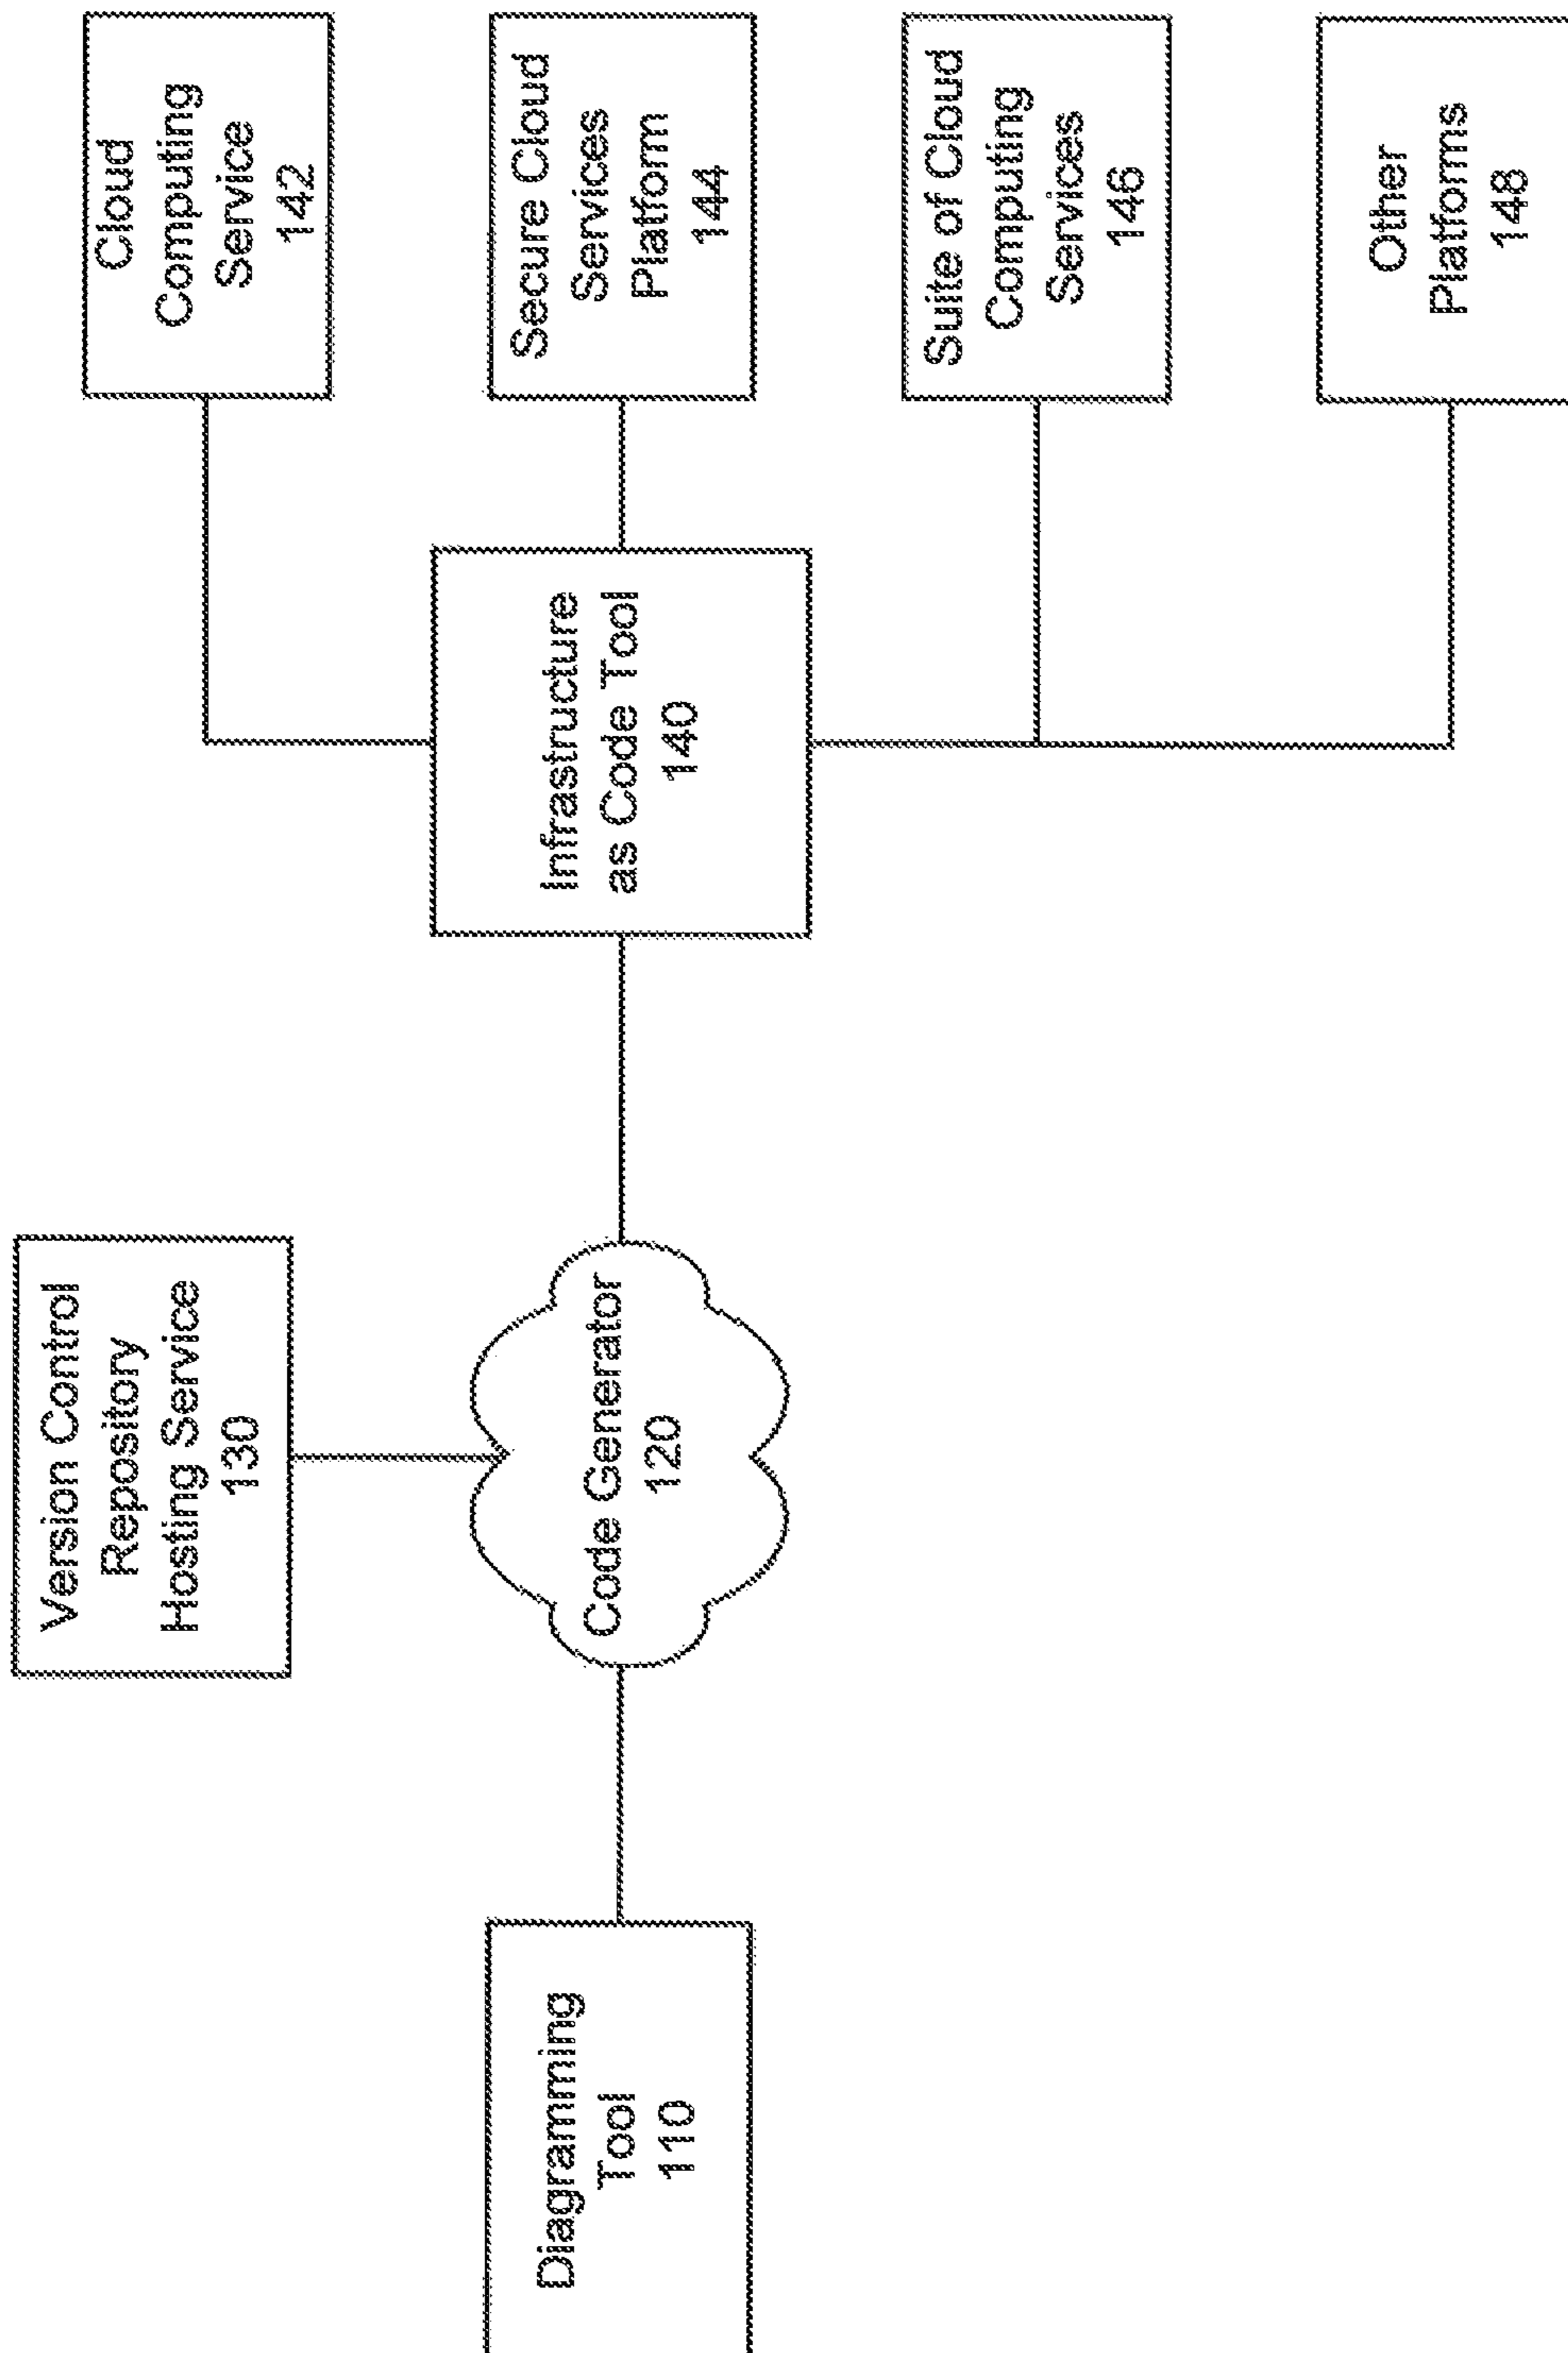 Version Control
Repository
Hosting Service
130
Diagramming
Tool
110
Code Generator
120
Infrastructure
as Code Tool
140
Cloud
Computing
Service
142
Secure Cloud
Services
Platform
144
Suite of Cloud
Computing
Services
146
Other
Platforms
148